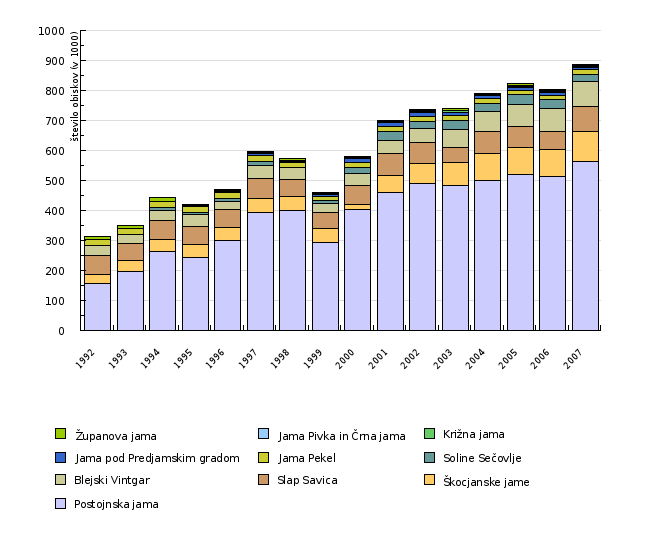 število obiskov (v 1000)
1000
900
800
700
600
500
400
300
200
100
0
1992 1993 1994 1995 1996 1997 1998 1999 2000 2001 2002 2003 2004 2005 2006 2007
Županova jama Jama Pivka in Črna jama Križna jama
Jama pod Predjamskim gradom Jama Pekel Soline Sečovlje
Blejski Vintgar Slap Savica Škocjanske jame
Postojnska jama